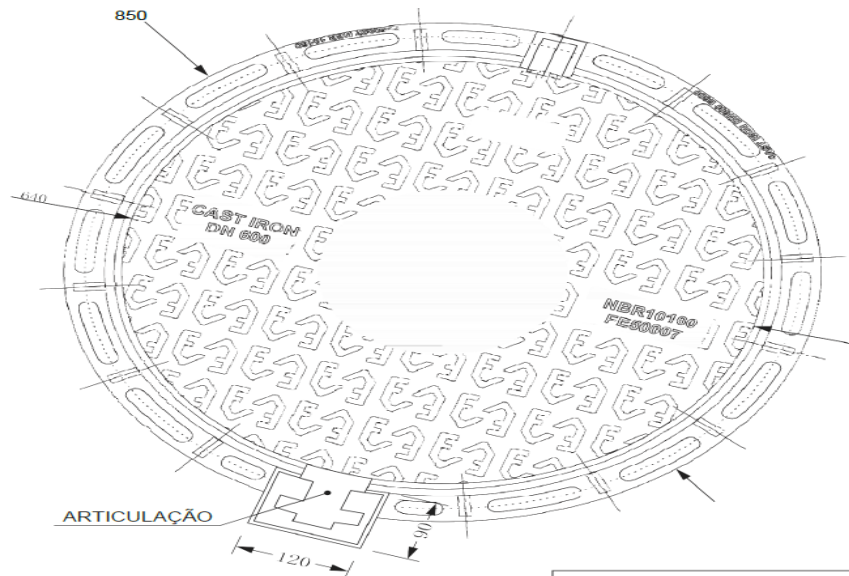 850
640
CAST IRON
DN 600
NBR10160
FE50007
ARTICULAÇÃO
90
120